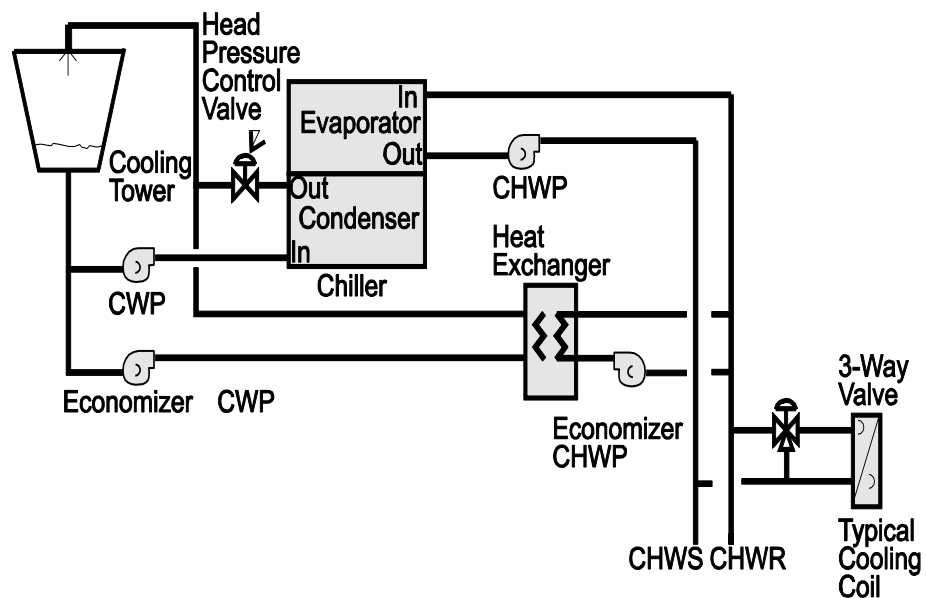 Head
Pressure
Control
Valve
In
Evaporator
Out
Cooling
Tower
CHWP
Out
Condenser
In
Chiller
Heat
Exchanger
CWP
Economizer CWP
3-Way
Valve
Economizer
CHWP
Typical
Cooling
Coil
CHWS CHWR